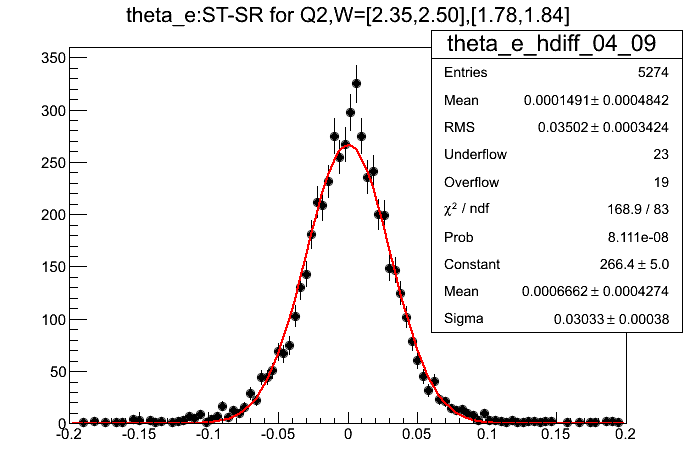 theta_e:ST-SR for Q2,W=[2.35,2.50],[1.78,1.84]
theta_e_hdiff_04_09
Entries 5274
Mean 0.0001491± 0.0004842
RMS 0.03502 ± 0.0003424
Underflow 23
Overflow 19
χ² / ndf 168.9 / 83
Prob 8.111e-08
Constant 266.4 ± 5.0
Mean 0.0006662 ± 0.0004274
Sigma 0.03033 ± 0.00038
350
300
250
200
150
100
50
0
-0.2 -0.15 -0.1 -0.05 0 0.05 0.1 0.15 0.2